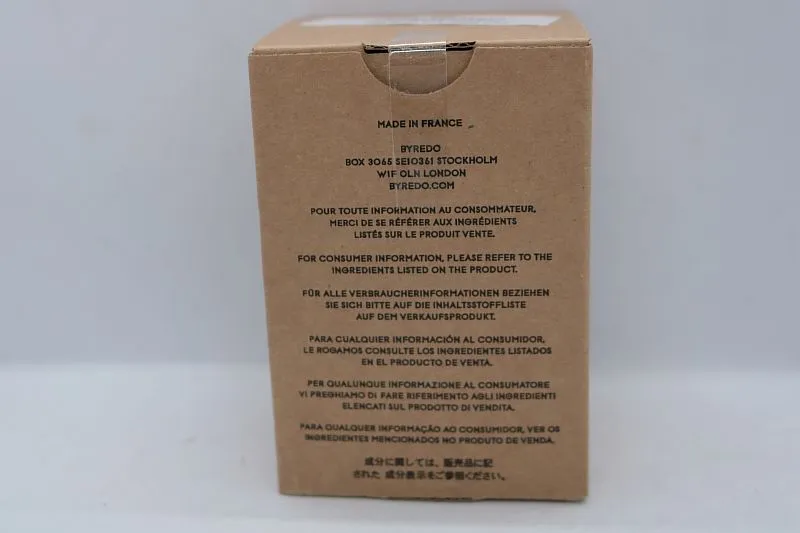 MADE IN FRANCE
BYREDO
BOX 3065 SE10361 STOCKHOLM
W1F OLN LONDON
BYREDO.COM
POUR TOUTE INFORMATION AU CONSOMMATEUR,
MERCI DE SE RÉFÉRER AUX INGRÉDIENTS
LISTÉS SUR LE PRODUIT VENTE.
FOR CONSUMER INFORMATION, PLEASE REFER TO THE
INGREDIENTS LISTED ON THE PRODUCT.
FÜR ALLE VERBRAUCHERINFORMATIONEN BEZIEHEN
SIE SICH BITTE AUF DIE INHALTSSTOFFLISTE
AUF DEM VERKAUFSPRODUKT.
PARA CUALQUIER INFORMACIÓN AL CONSUMIDOR,
LE ROGAMOS CONSULTE LOS INGREDIENTES LISTADOS
EN EL PRODUCTO DE VENTA.
PER QUALUNQUE INFORMAZIONE AL CONSUMATORE
VI PREGHIAMO DI FARE RIFERIMENTO AGLI INGREDIENTI
ELENCATI SUL PRODOTTO DI VENDITA.
PARA QUALQUER INFORMAÇÃO AO CONSUMIDOR, VER OS
INGREDIENTES MENCIONADOS NO PRODUTO DE VENDA.
成分に関しては、販売品に記
された 成分表示をご参照ください。